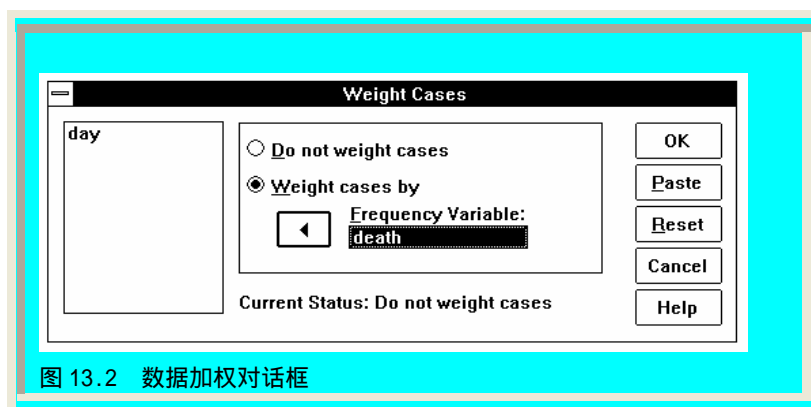 Weight Cases
day
Do not weight cases
Weight cases by
Frequency Variable:
death
Current Status: Do not weight cases
OK
Paste
Reset
Cancel
Help
图 13.2 数据加权对话框